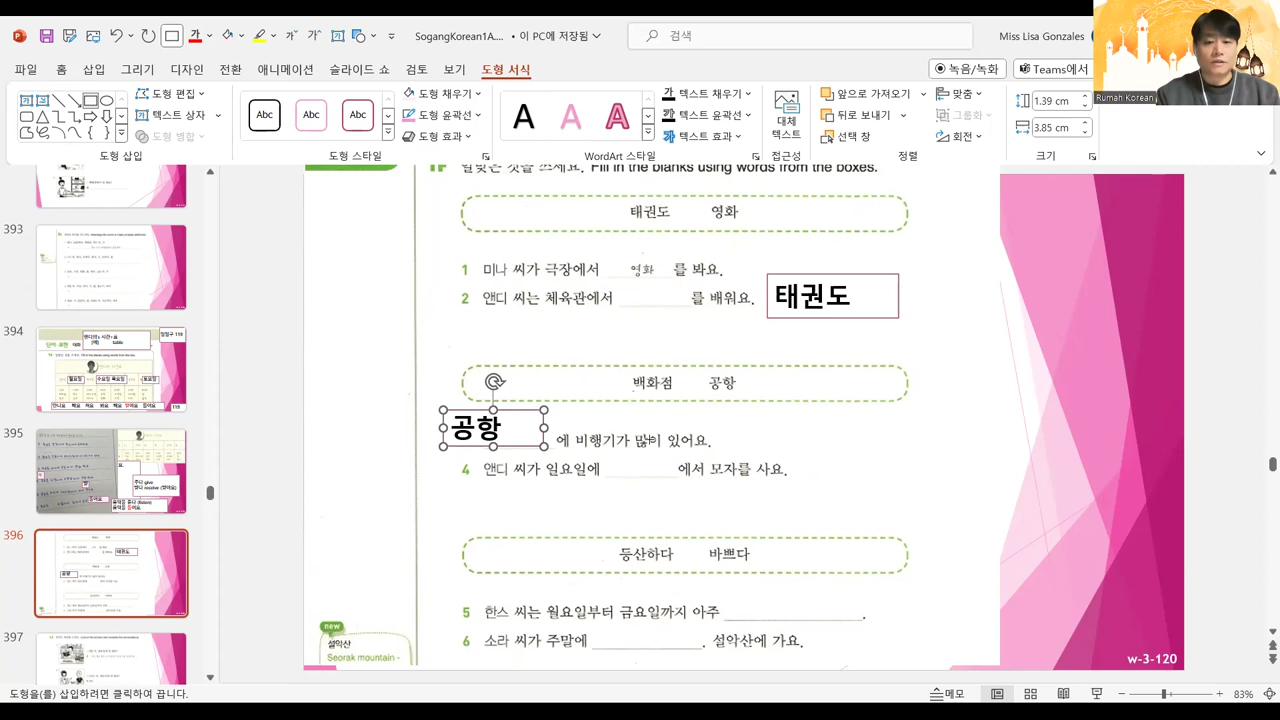 SogangKorean1A.... • 이 PC에 저장됨
검색
Miss Lisa Gonzales
파일 홈 삽입 그리기 디자인 전환 애니메이션 슬라이드 쇼 검토 보기 도형 서식
녹음/녹화
Teams에서
Rumah Korean
도형 편집
텍스트 상자
도형 병합
도형 삽입
Abc Abc Abc
도형 채우기
도형 윤곽선
도형 효과
도형 스타일
A A A
텍스트 채우기
텍스트 윤곽선
텍스트 효과
WordArt 스타일
대체 텍스트
접근성
앞으로 가져오기
뒤로 보내기
선택 창
맞춤
그룹화
회전
정렬
1.39 cm
3.85 cm
크기
393
394
395
396
397
알맞은 것을 쓰세요. Fill in the blanks using words from the boxes.
태권도 영화
1 미나 씨가 극장에서 영화 를 봐요.
2 앤디 씨는 체육관에서 를 배워요.
태권도
백화점 공항
공항
에 비행기가 많이 있어요.
4 앤디 씨가 일요일에 에서 모자를 사요.
등산하다 바쁘다
5 한스 씨는 월요일부터 금요일까지 아주 .
6 소라 씨가 주말에 . 설악산에 가요.
new
설악산
Seorak mountain -
w-3-120
도형을(를) 삽입하려면 클릭하여 끕니다.
메모
83%